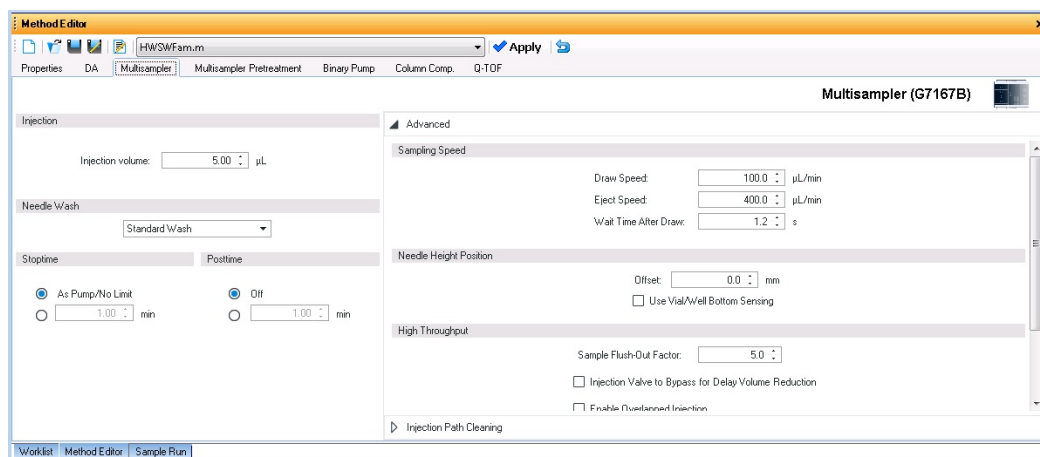 Method Editor
HWSWFam.m
Apply
Properties DA Multisampler Multisampler Pretreatment Binary Pump Column Comp. Q-TOF
Multisampler (G7167B)
Injection
Injection volume: 5.00 µL
Needle Wash
Standard Wash
Stoptime Posttime
As Pump/No Limit Off
1.00 min 1.00 min
Advanced
Sampling Speed
Draw Speed: 100.0 µL/min
Eject Speed: 400.0 µL/min
Wait Time After Draw: 1.2 s
Needle Height Position
Offset: 0.0 mm
Use Vial/Well Bottom Sensing
High Throughput
Sample Flush-Out Factor: 5.0
Injection Valve to Bypass for Delay Volume Reduction
Enable Overlapped Injection
Injection Path Cleaning
Worklist Method Editor Sample Run